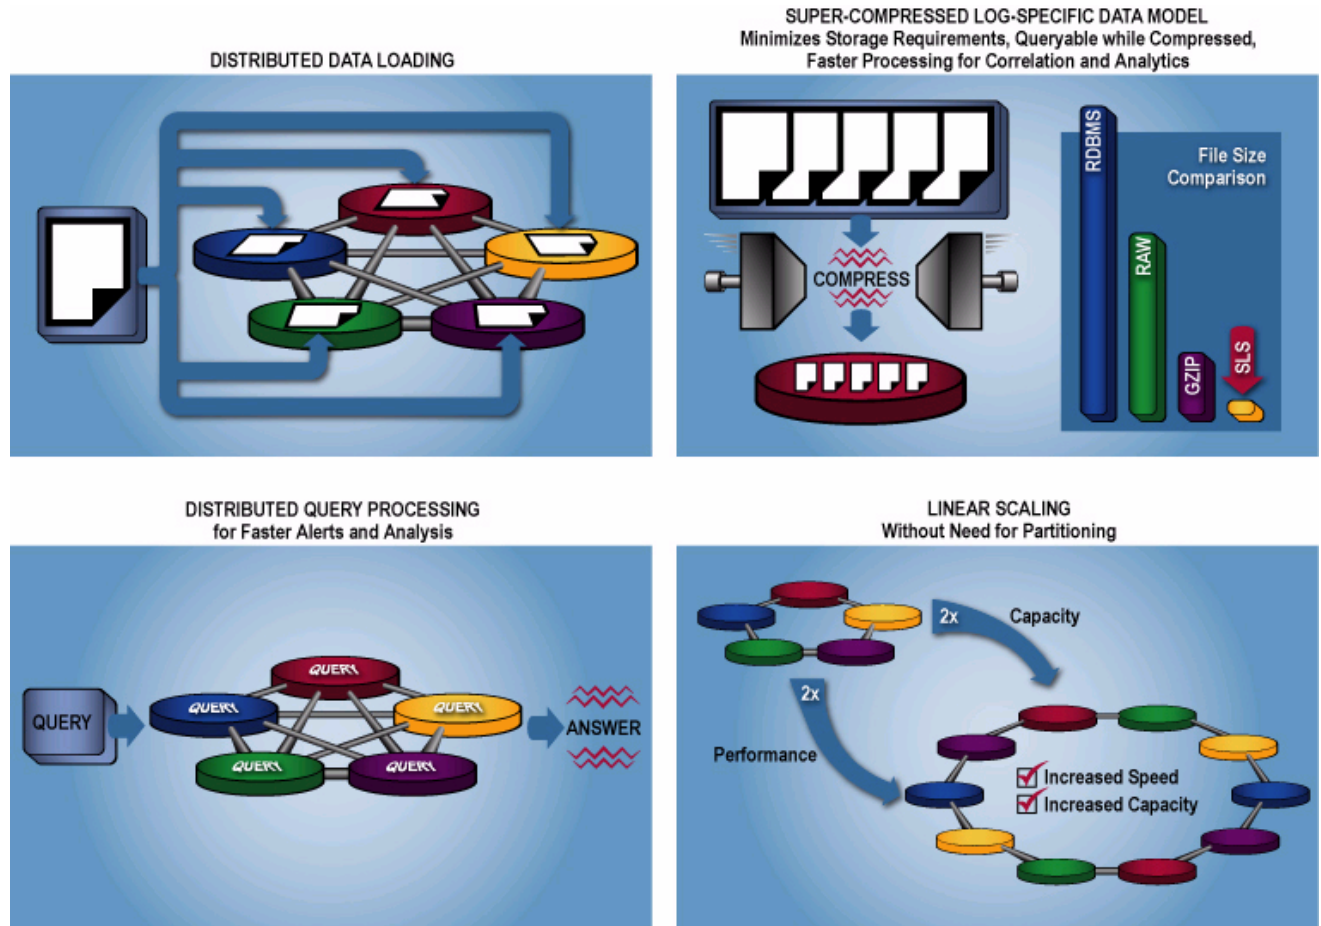 DISTRIBUTED DATA LOADING
SUPER-COMPRESSED LOG-SPECIFIC DATA MODEL
Minimizes Storage Requirements, Queryable while Compressed,
Faster Processing for Correlation and Analytics
COMPRESS
File Size
Comparison
RDBMS
RAW
GZIP
SLS
DISTRIBUTED QUERY PROCESSING
for Faster Alerts and Analysis
QUERY
QUERY
QUERY
QUERY
QUERY
QUERY
ANSWER
LINEAR SCALING
Without Need for Partitioning
2x
Capacity
2x
Performance
Increased Speed
Increased Capacity